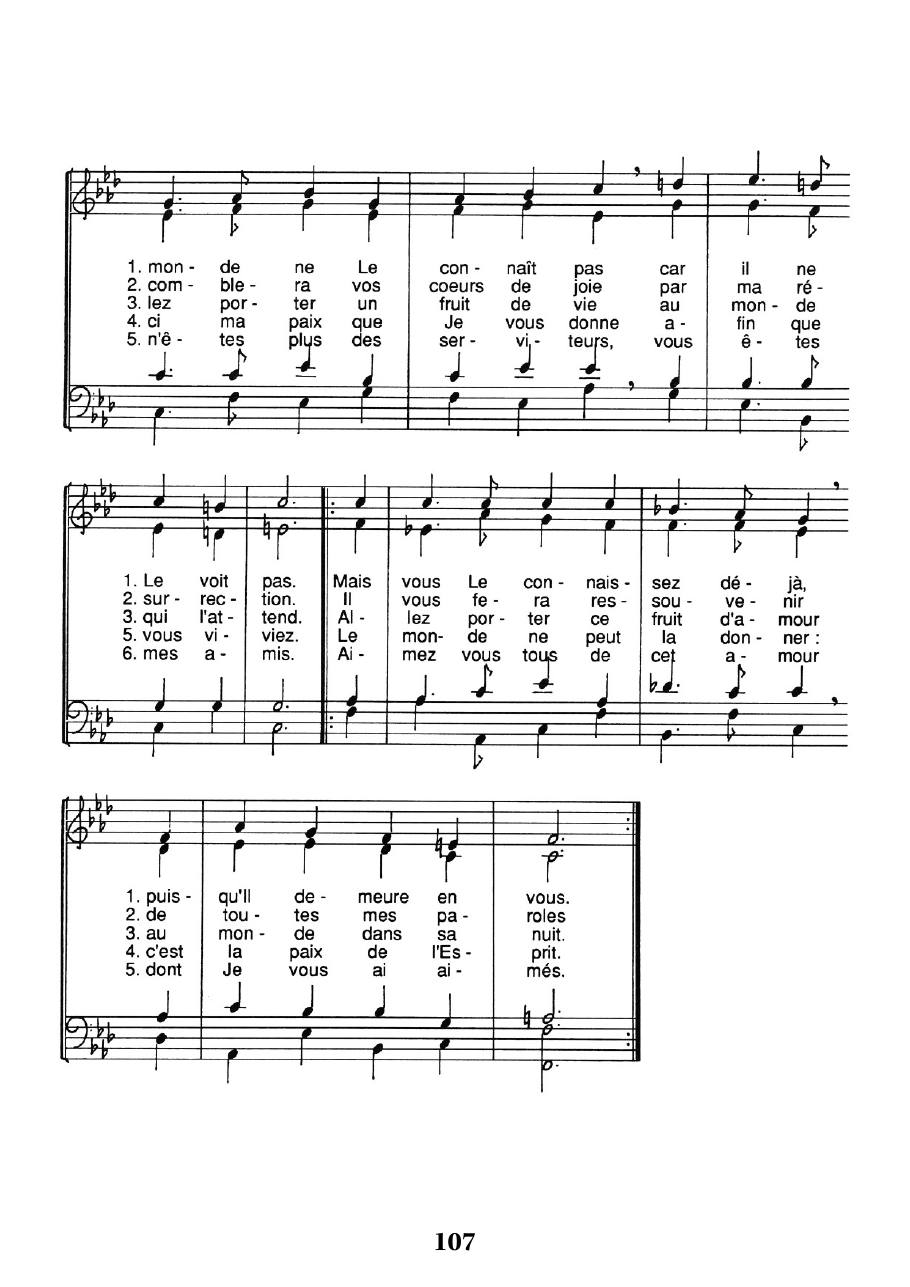 1. mon - de ne Le con - naît pas car il ne
2. com - ble - ra vos coeurs de joie par ma ré -
3. lez por - ter un fruit de vie au mon - de
4. ci ma paix que Je vous donne a - fin que
5. n'ê - tes plus des ser - vi - teurs, vous ê - tes
1. Le voit pas. Mais vous Le con - nais - sez dé - jà,
2. sur - rec - tion. Il vous fe - ra res - sou - ve - nir
3. qui l'at - tend. Al - lez por - ter ce fruit d'a - mour
5. vous vi - viez. Le mon- de ne peut la don - ner :
6. mes a - mis. Ai - mez vous tous de cet a - mour
1. puis - qu'Il de - meure en vous.
2. de tou - tes mes pa - roles
3. au mon - de dans sa nuit.
4. c'est la paix de l'Es - prit.
5. dont Je vous ai ai - més.
107